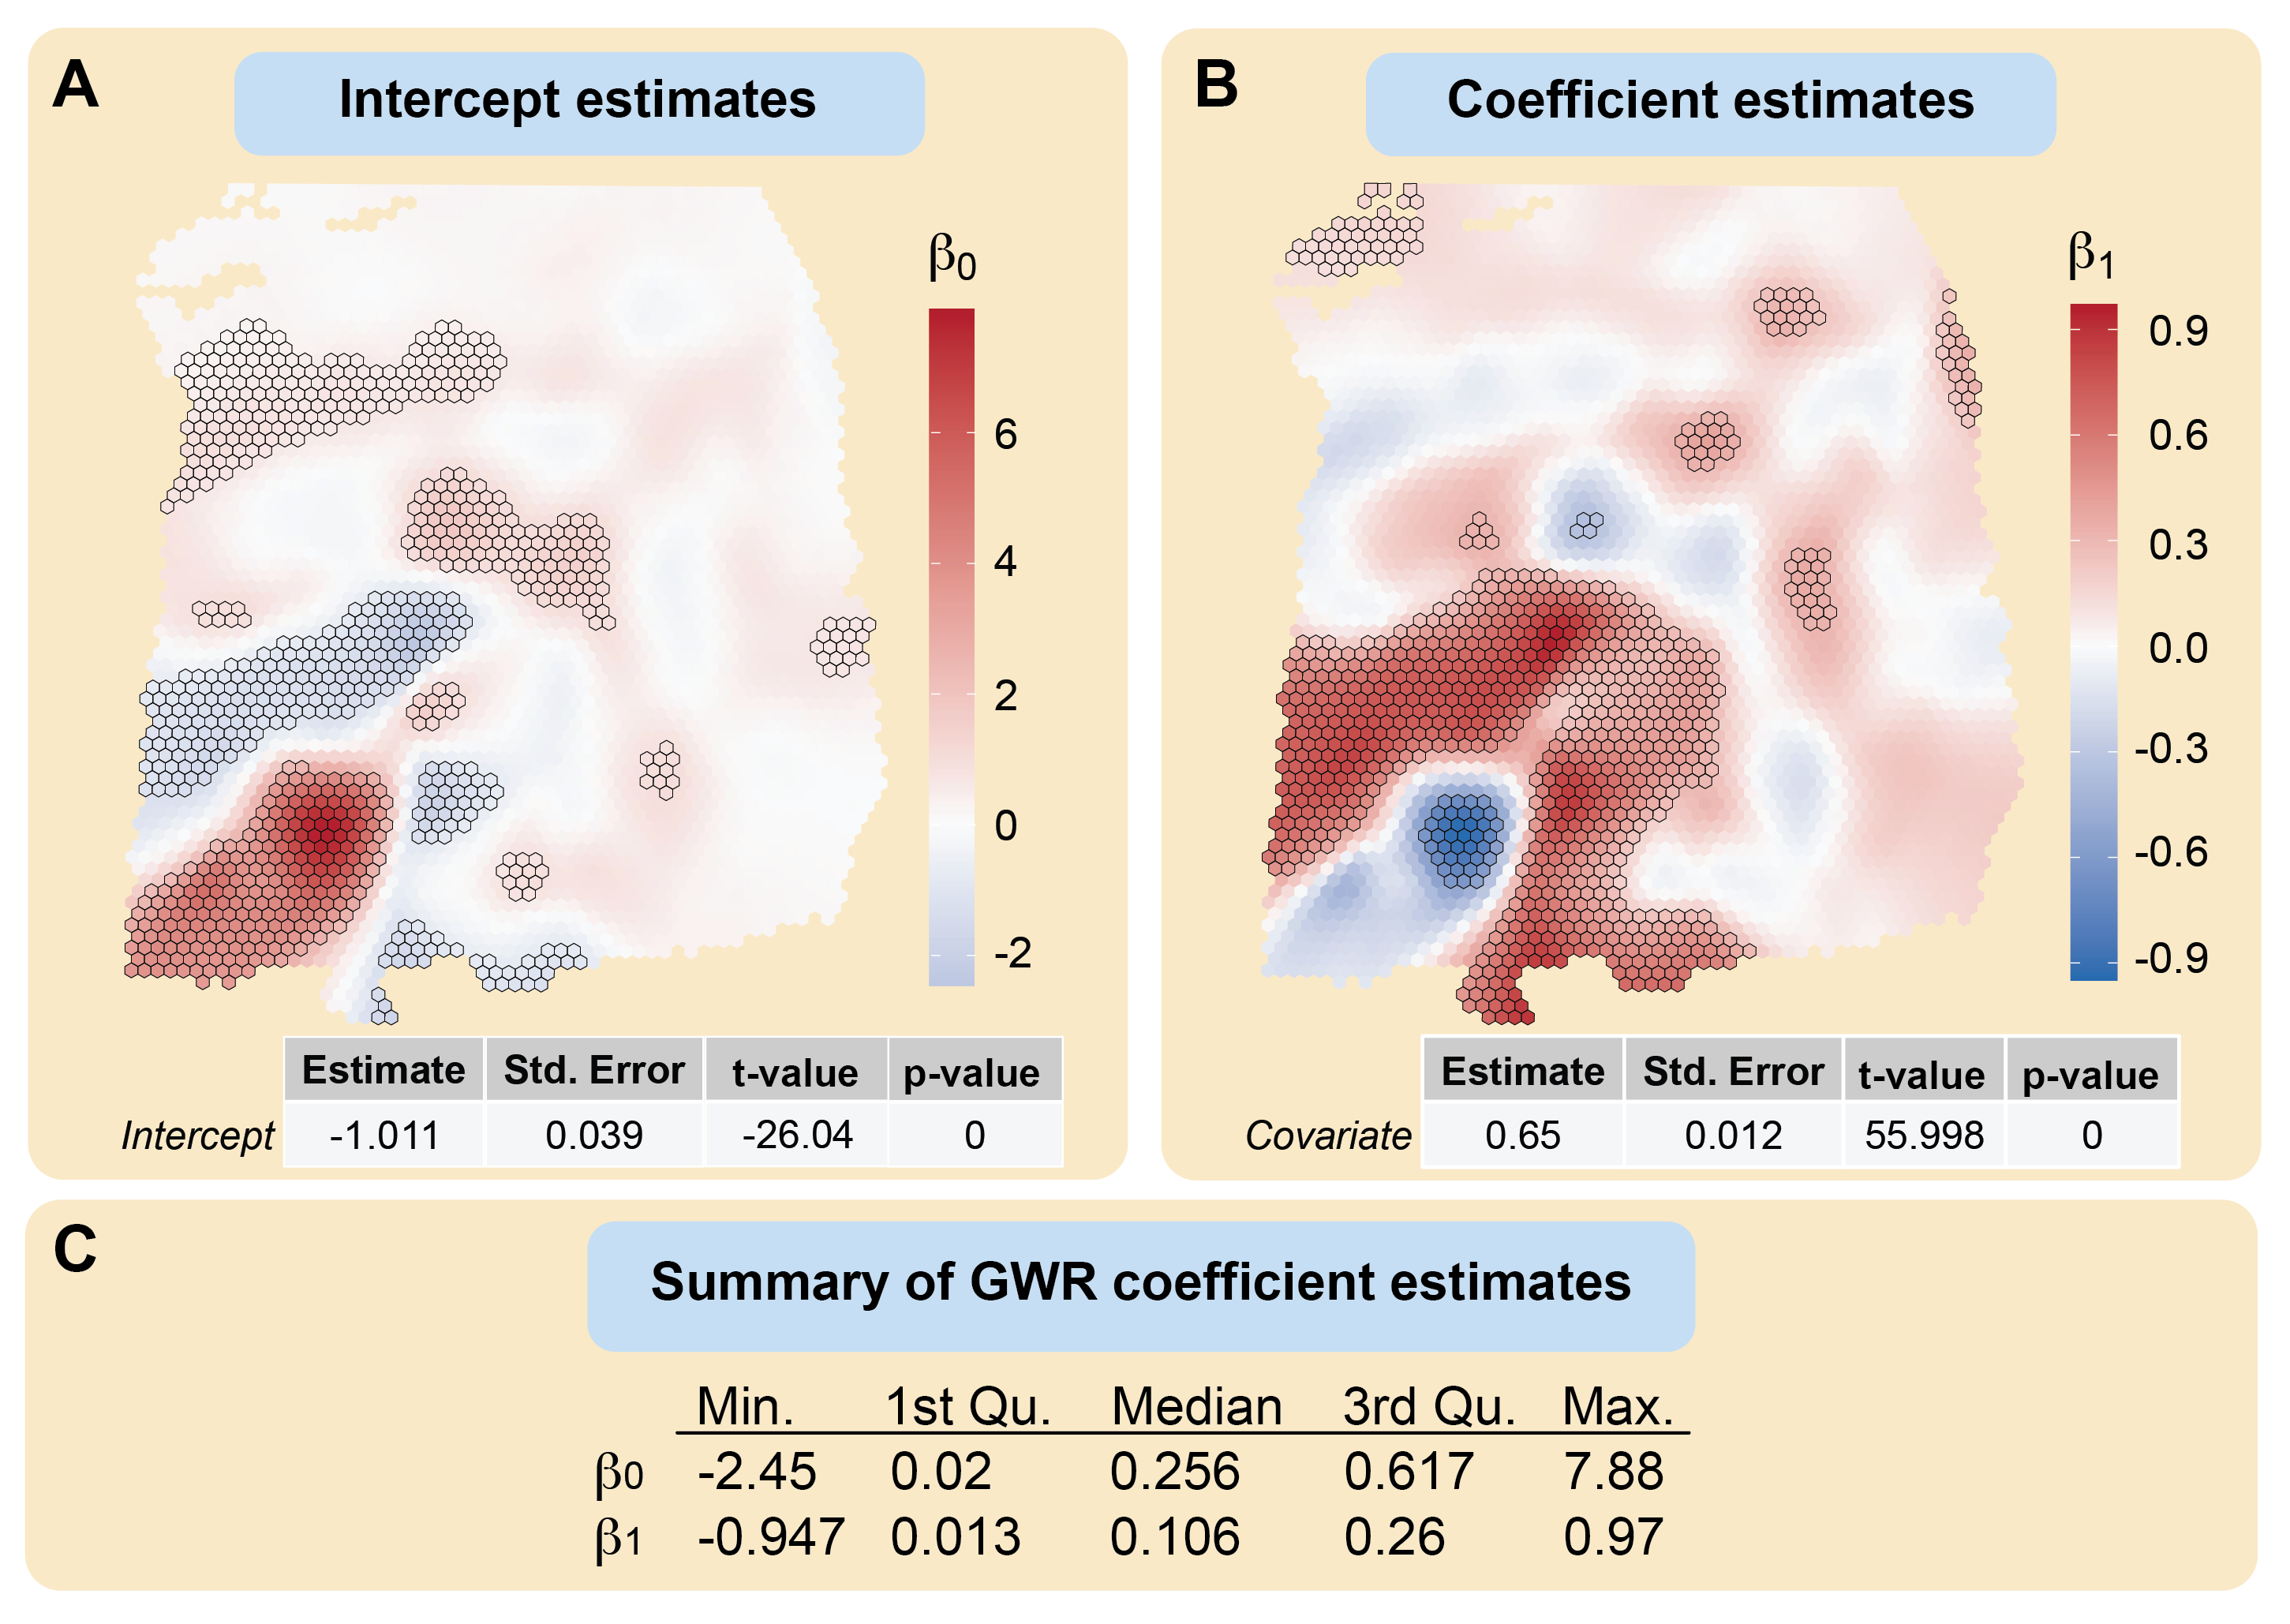 A
Intercept estimates
β0
6
4
2
0
-2
Estimate Std. Error t-value p-value
Intercept -1.011 0.039 -26.04 0
B
Coefficient estimates
β1
0.9
0.6
0.3
0.0
-0.3
-0.6
-0.9
Estimate Std. Error t-value p-value
Covariate 0.65 0.012 55.998 0
C
Summary of GWR coefficient estimates
Min. 1st Qu. Median 3rd Qu. Max.
β0 -2.45 0.02 0.256 0.617 7.88
β1 -0.947 0.013 0.106 0.26 0.97